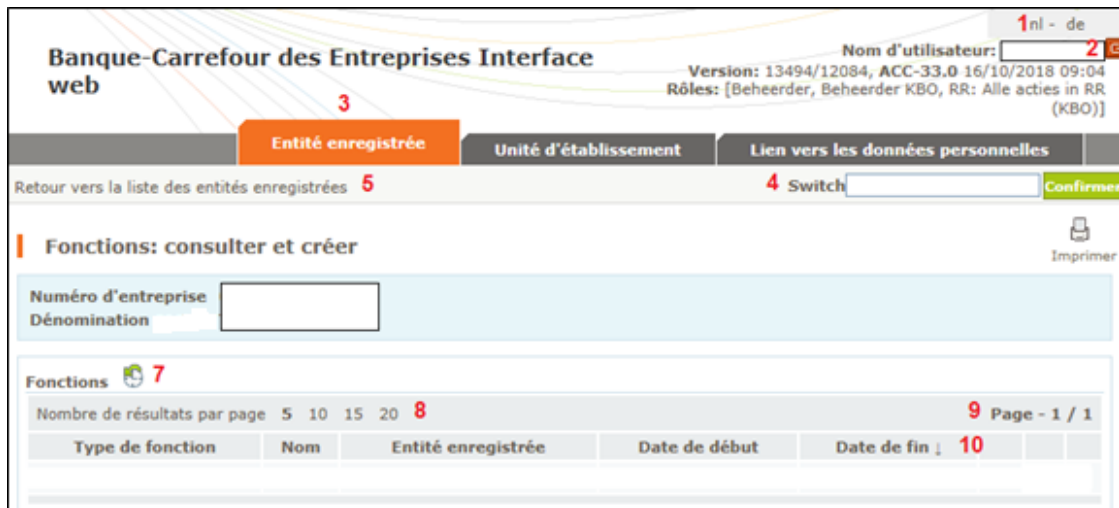 1 nl - de
Banque-Carrefour des Entreprises Interface web
Nom d'utilisateur: 2
Version: 13494/12084, ACC-33.0 16/10/2018 09:04
Rôles: [Beheerder, Beheerder KBO, RR: Alle acties in RR
(KBO)]
3
Entité enregistrée Unité d'établissement Lien vers les données personnelles
Retour vers la liste des entités enregistrées 5 4 Switch Confirmer
Fonctions: consulter et créer
Imprimer
Numéro d'entreprise
Dénomination
Fonctions 7
Nombre de résultats par page 5 10 15 20 8 9 Page - 1 / 1
Type de fonction Nom Entité enregistrée Date de début Date de fin ↓ 10